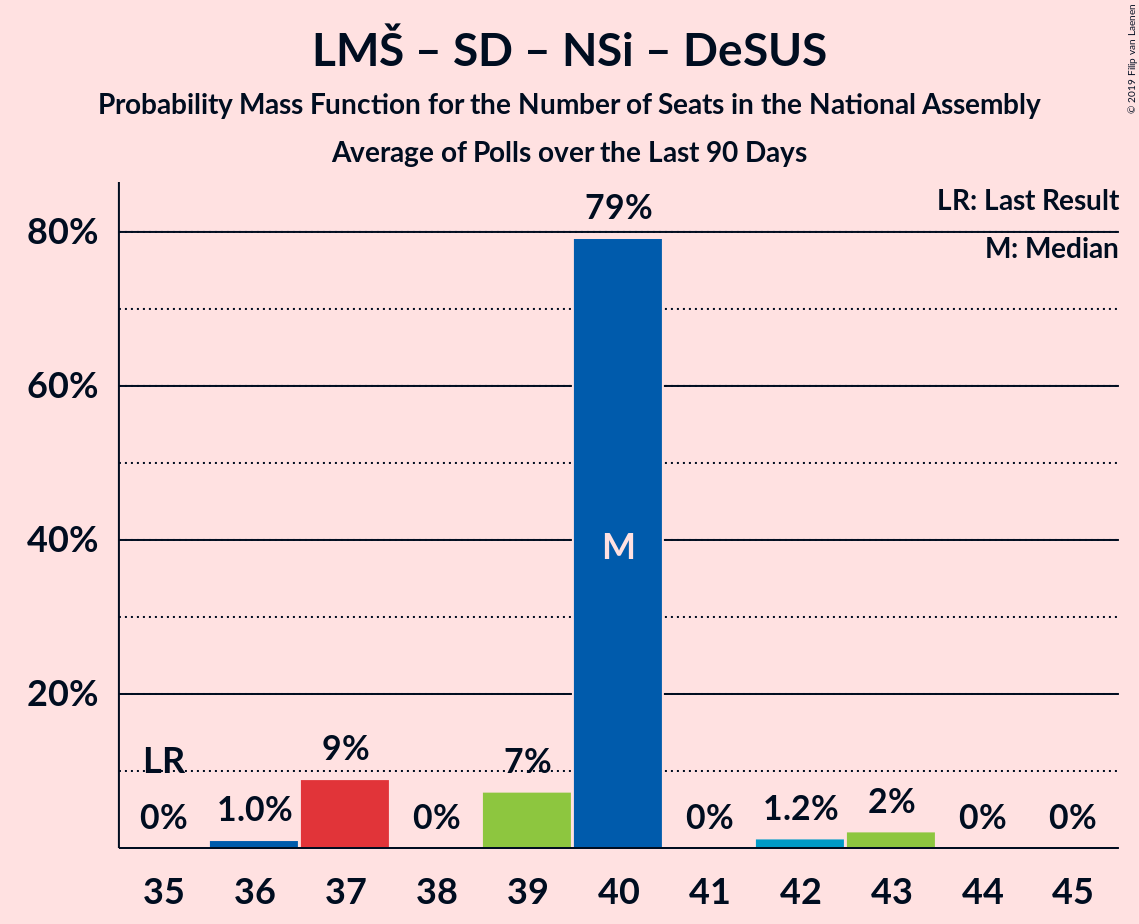 LMŠ – SD – NSi – DeSUS
Probability Mass Function for the Number of Seats in the National Assembly
Average of Polls over the Last 90 Days
© 2019 Filip van Laenen
LR: Last Result
M: Median
80%
60%
40%
20%
LR
0%
1.0%
9%
0%
7%
79%
M
0%
1.2%
2%
0%
0%
35 36 37 38 39 40 41 42 43 44 45